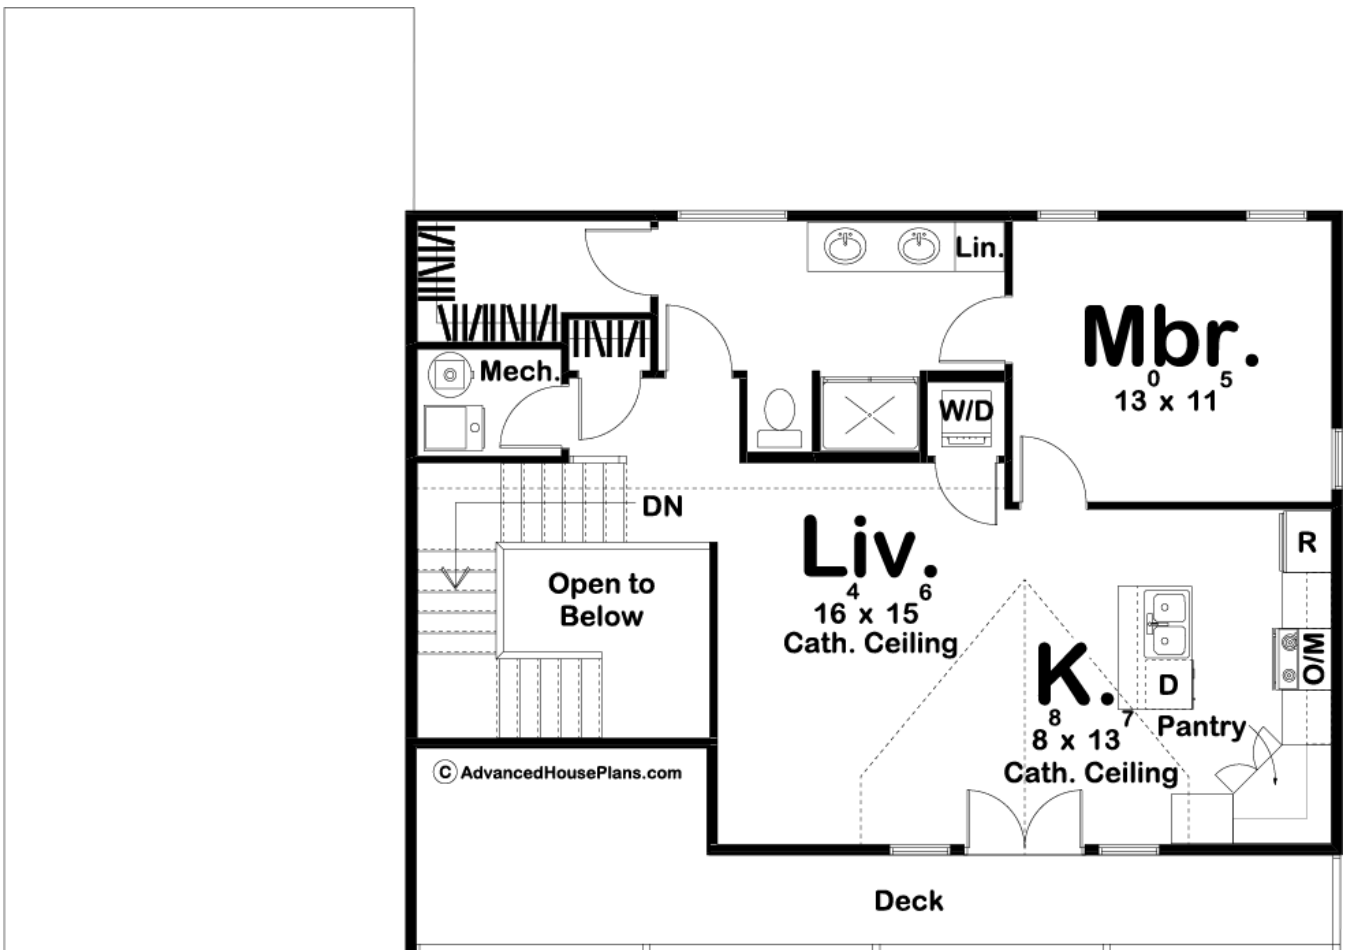 Lin.
Mbr.
13⁰ x 11⁵
Mech.
W/D
DN
Open to
Below
Liv.
16⁴ x 15⁶
Cath. Ceiling
R
O/M
K.
D
8⁸ x 13⁷
Cath. Ceiling
Pantry
© AdvancedHousePlans.com
Deck